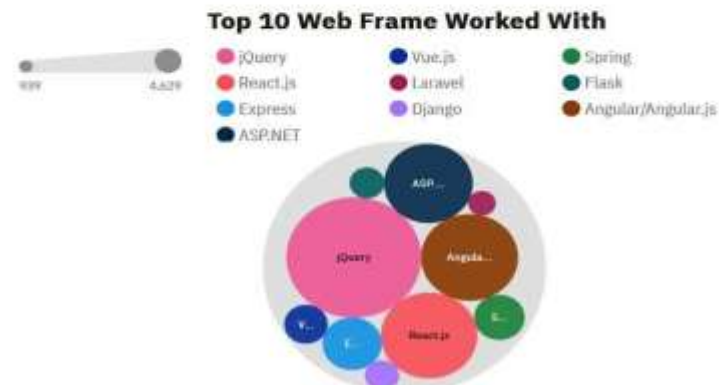 Top 10 Web Frame Worked With
939
4,629
jQuery
Vue.js
Spring
React.js
Laravel
Flask
Express
Django
Angular/Angular.js
ASP.NET
ASP...
jQuery
Angula...
V...
E...
React.js
S...